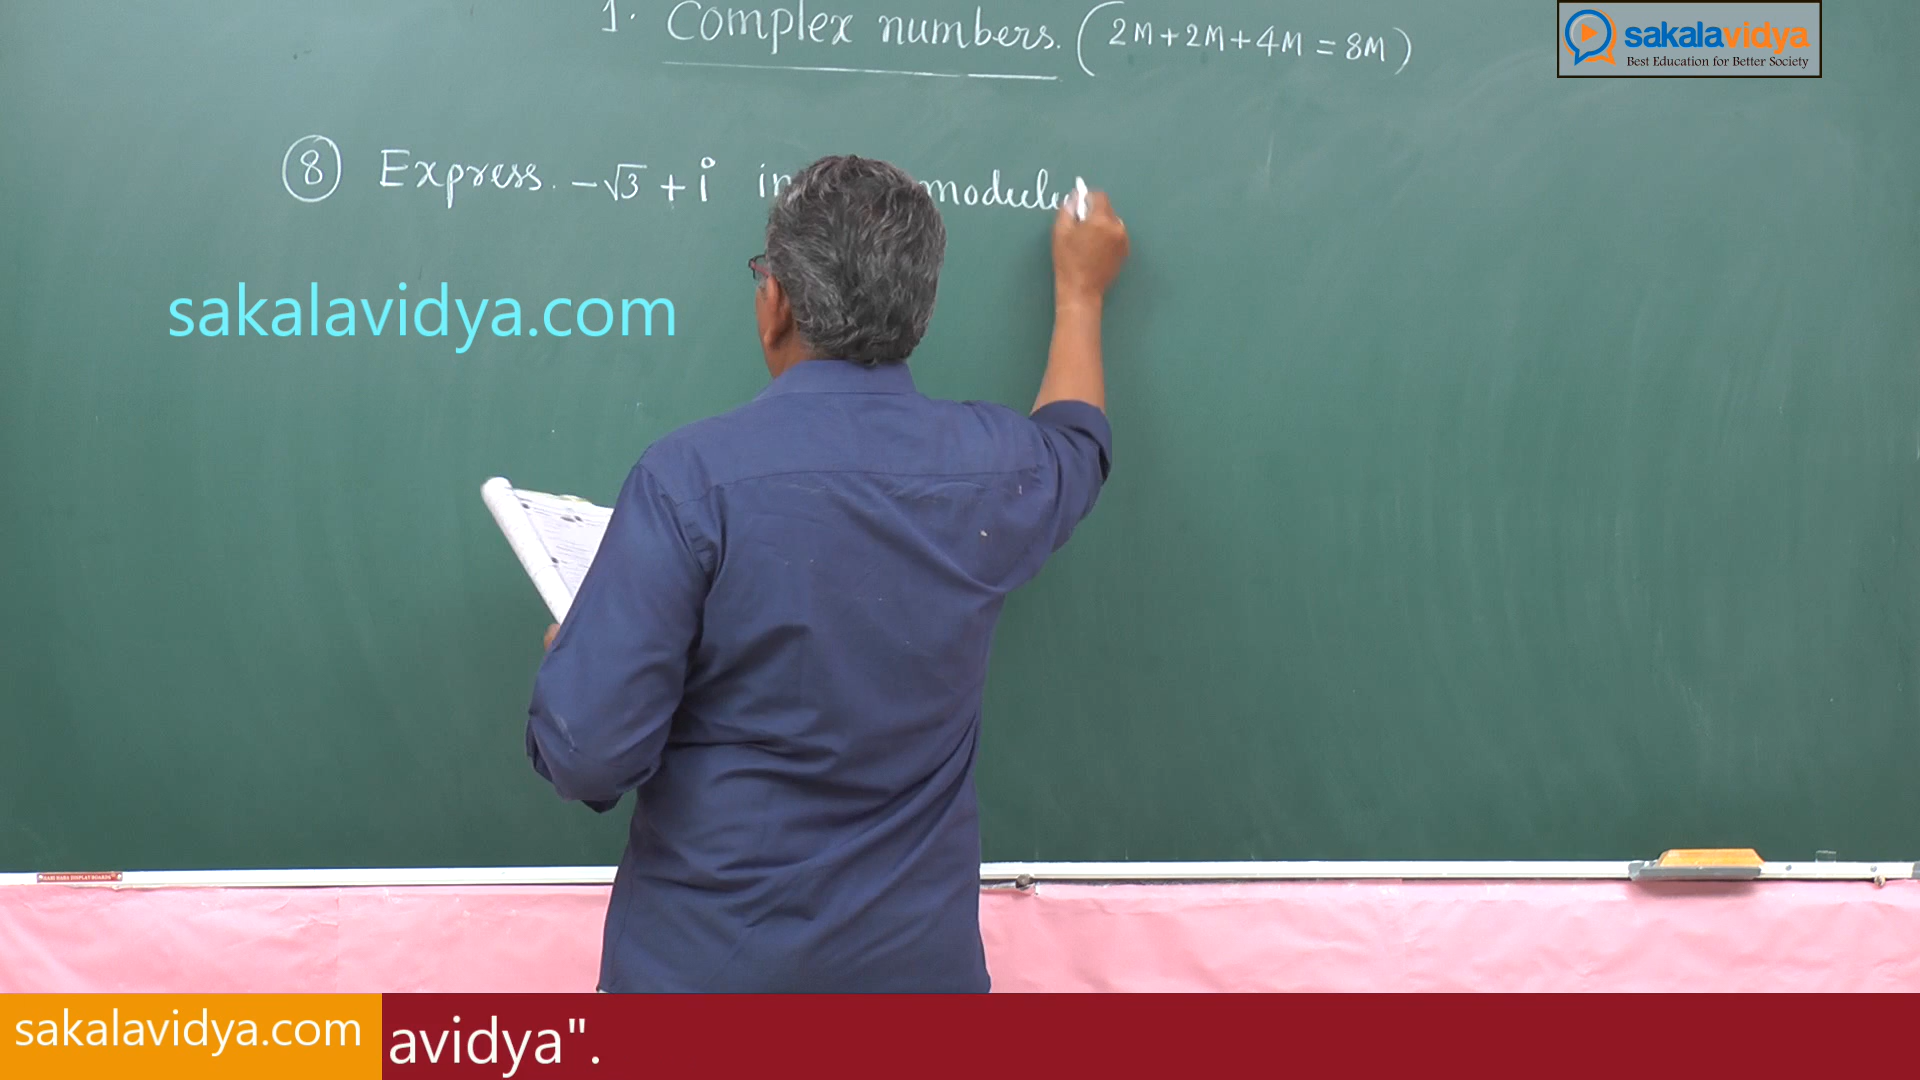 1. Complex numbers. (2M+2M+4M = 8M)
sakalavidya
Best Education for Better Society
8 Express. -√3 + i in modulu
sakalavidya.com
sakalavidya.com
avidya".